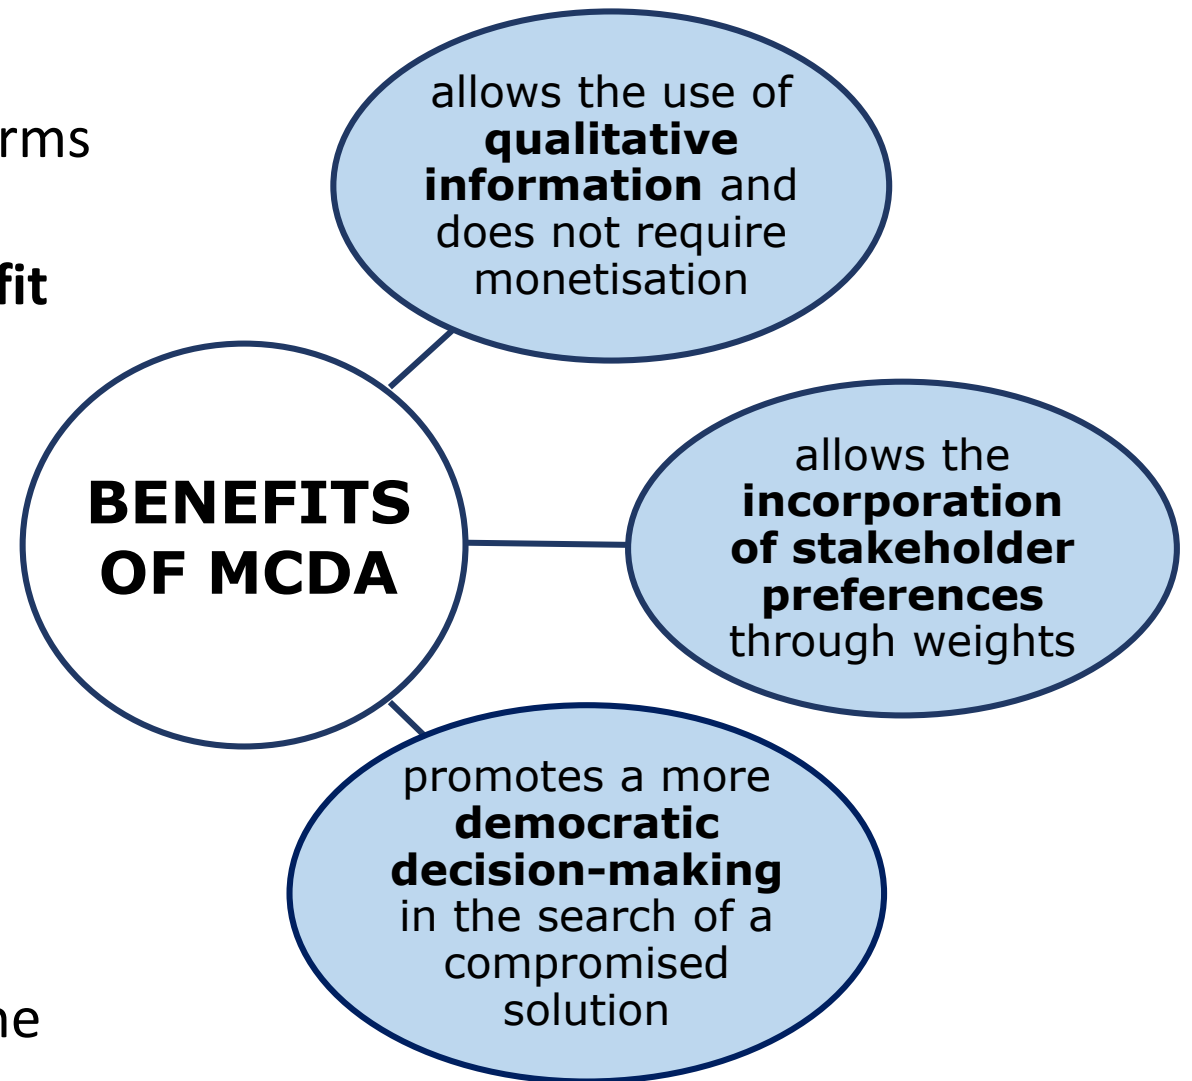 rms
fit
ne
BENEFITS
OF MCDA
allows the use of
qualitative
information and
does not require
monetisation
allows the
incorporation
of stakeholder
preferences
through weights
promotes a more
democratic
decision-making
in the search of a
compromised
solution